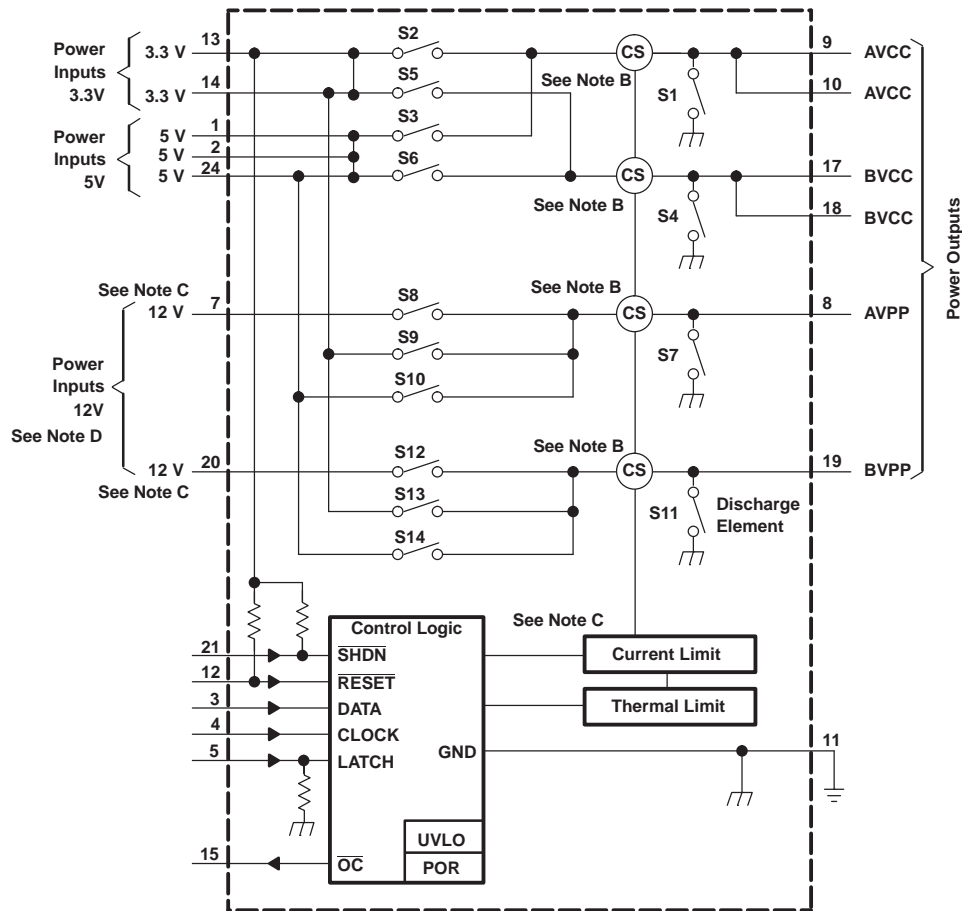 Power
Inputs
3.3V
3.3 V
13
3.3 V
14
S2
S5
CS
See Note B
S1
9
AVCC
10
AVCC
Power
Inputs
5V
5 V
1
5 V
2
5 V
24
S3
S6
CS
See Note B
S4
17
BVCC
18
BVCC
Power Outputs
See Note C
12 V
7
S8
S9
S10
See Note B
CS
S7
8
AVPP
Power
Inputs
12V
See Note D
12 V
20
See Note C
S12
S13
S14
See Note B
CS
S11
Discharge
Element
19
BVPP
Control Logic
21
SHDN
12
RESET
3
DATA
4
CLOCK
5
LATCH
15
OC
GND
UVLO
POR
See Note C
Current Limit
Thermal Limit
11